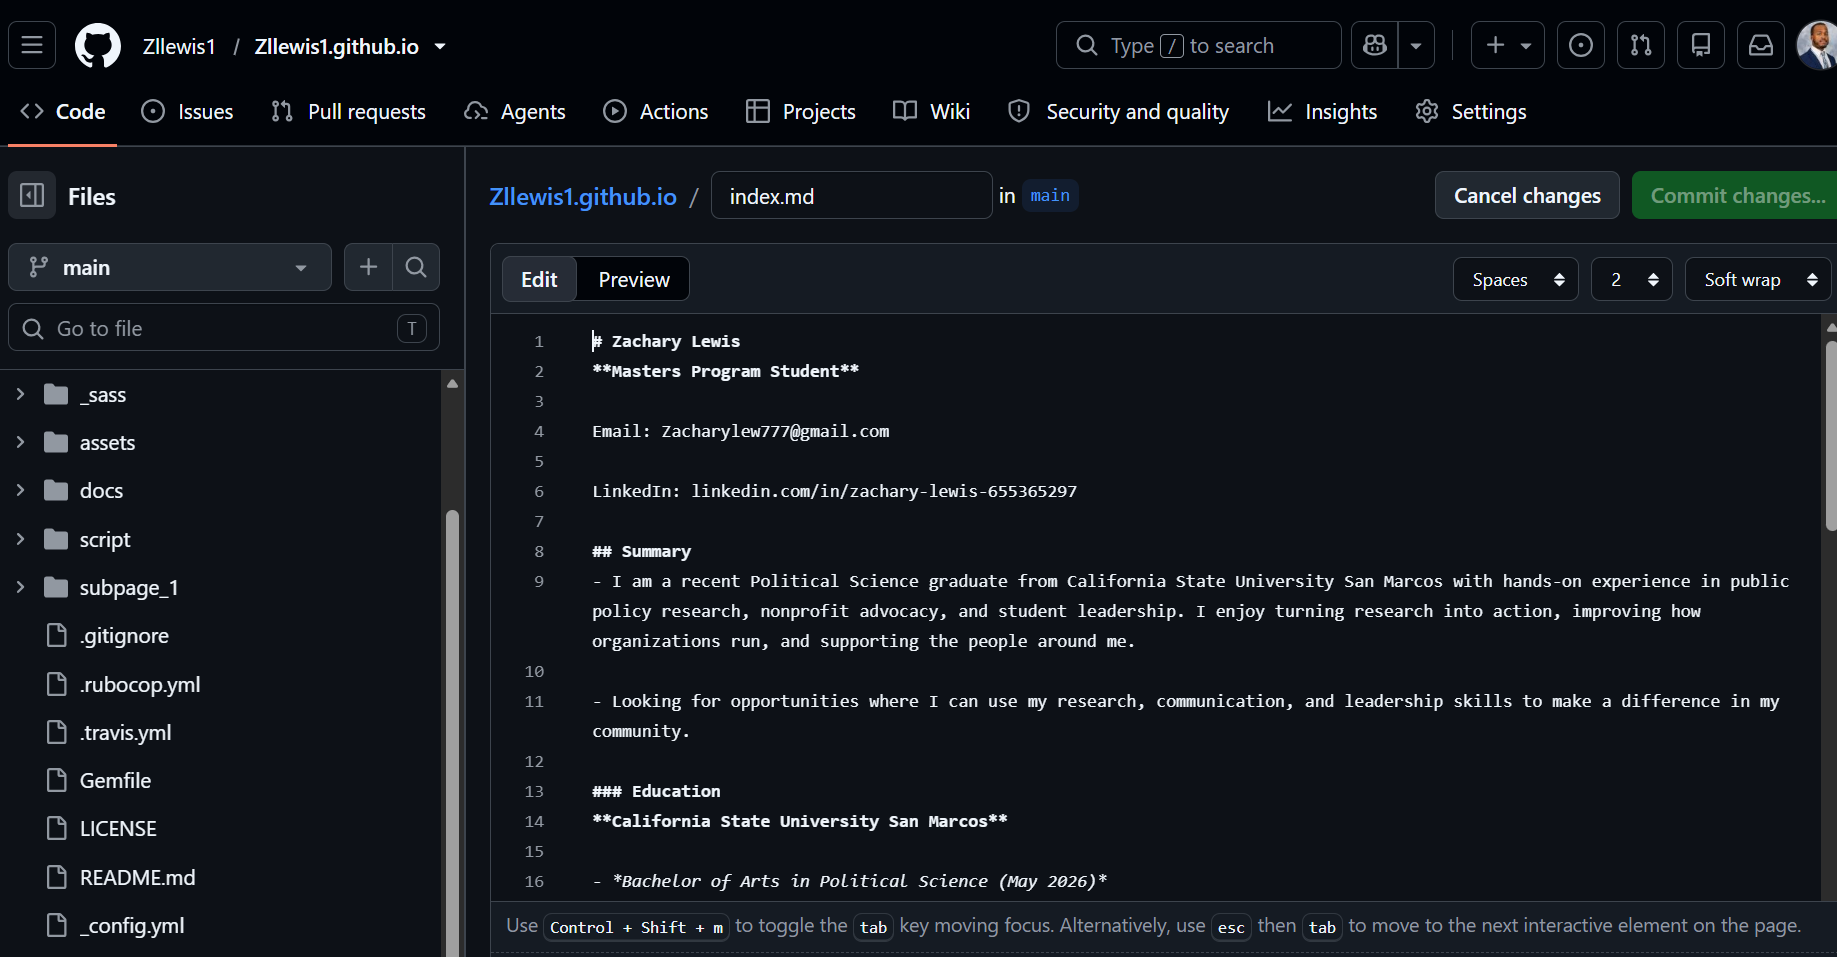 Zllewis1 / Zllewis1.github.io
Type / to search
Code
Issues
Pull requests
Agents
Actions
Projects
Wiki
Security and quality
Insights
Settings
Files
main
Go to file
T
_sass
assets
docs
script
subpage_1
.gitignore
.rubocop.yml
.travis.yml
Gemfile
LICENSE
README.md
_config.yml
Zllewis1.github.io / index.md in main
Cancel changes
Commit changes...
Edit
Preview
Spaces
2
Soft wrap
1 # Zachary Lewis
2 **Masters Program Student**
3
4 Email: Zacharylew777@gmail.com
5
6 LinkedIn: linkedin.com/in/zachary-lewis-655365297
7
8 ## Summary
9 - I am a recent Political Science graduate from California State University San Marcos with hands-on experience in public
policy research, nonprofit advocacy, and student leadership. I enjoy turning research into action, improving how
organizations run, and supporting the people around me.
10
11 - Looking for opportunities where I can use my research, communication, and leadership skills to make a difference in my
community.
12
13 ### Education
14 **California State University San Marcos**
15
16 - *Bachelor of Arts in Political Science (May 2026)*
Use Control + Shift + m to toggle the tab key moving focus. Alternatively, use esc then tab to move to the next interactive element on the page.